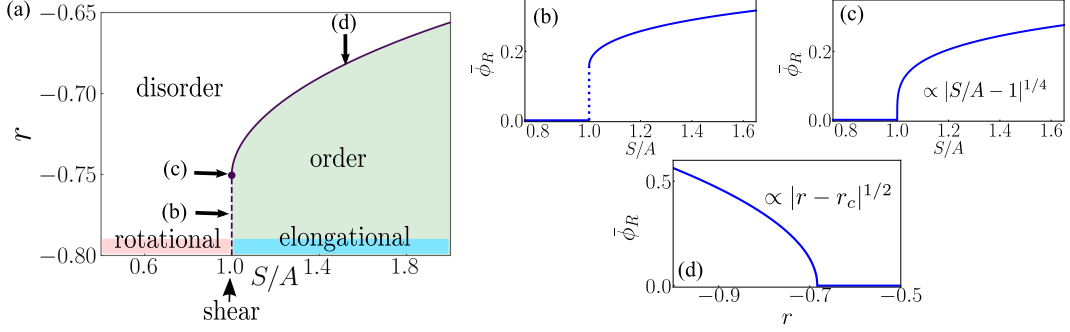 (a)
−0.65
−0.70
−0.75
−0.80
r
disorder
order
(d)
(c)
(b)
rotational
elongational
0.6
1.0
1.4
1.8
S/A
shear
(b)
0.2
0.0
ϕ̄_R
0.8
1.0
1.2
1.4
1.6
S/A
(c)
0.2
0.0
ϕ̄_R
∝ |S/A − 1|^{1/4}
0.8
1.0
1.2
1.4
1.6
S/A
0.5
0.0
ϕ̄_R
∝ |r − r_c|^{1/2}
(d)
−0.9
−0.7
−0.5
r